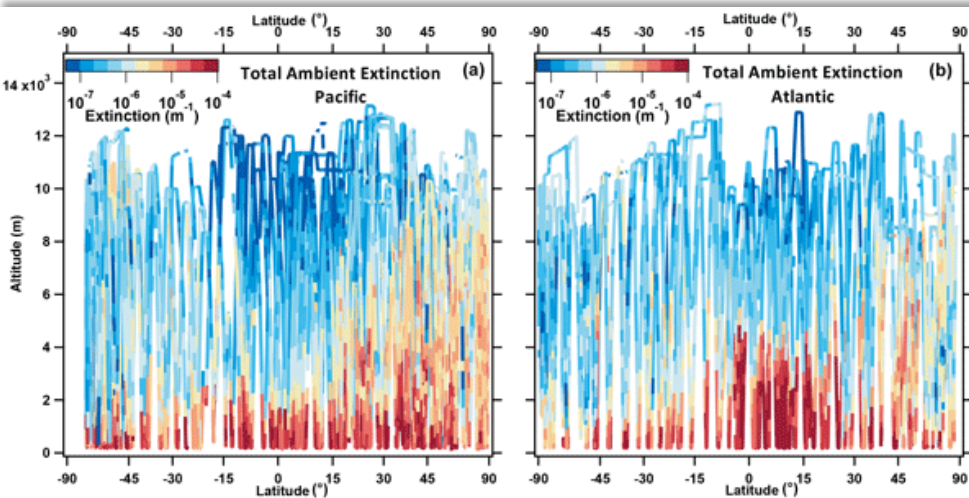 Latitude (°)
-90 -45 -30 -15 0 15 30 45 90
Total Ambient Extinction (a)
Pacific
10⁻⁷ 10⁻⁶ 10⁻⁵ 10⁻⁴
Extinction (m⁻¹)
14 x10³
12
10
8
6
4
2
0
Altitude (m)
-90 -45 -30 -15 0 15 30 45 90
Latitude (°)
Latitude (°)
-90 -45 -30 -15 0 15 30 45 90
Total Ambient Extinction (b)
Atlantic
10⁻⁷ 10⁻⁶ 10⁻⁵ 10⁻⁴
Extinction (m⁻¹)
-90 -45 -30 -15 0 15 30 45 90
Latitude (°)